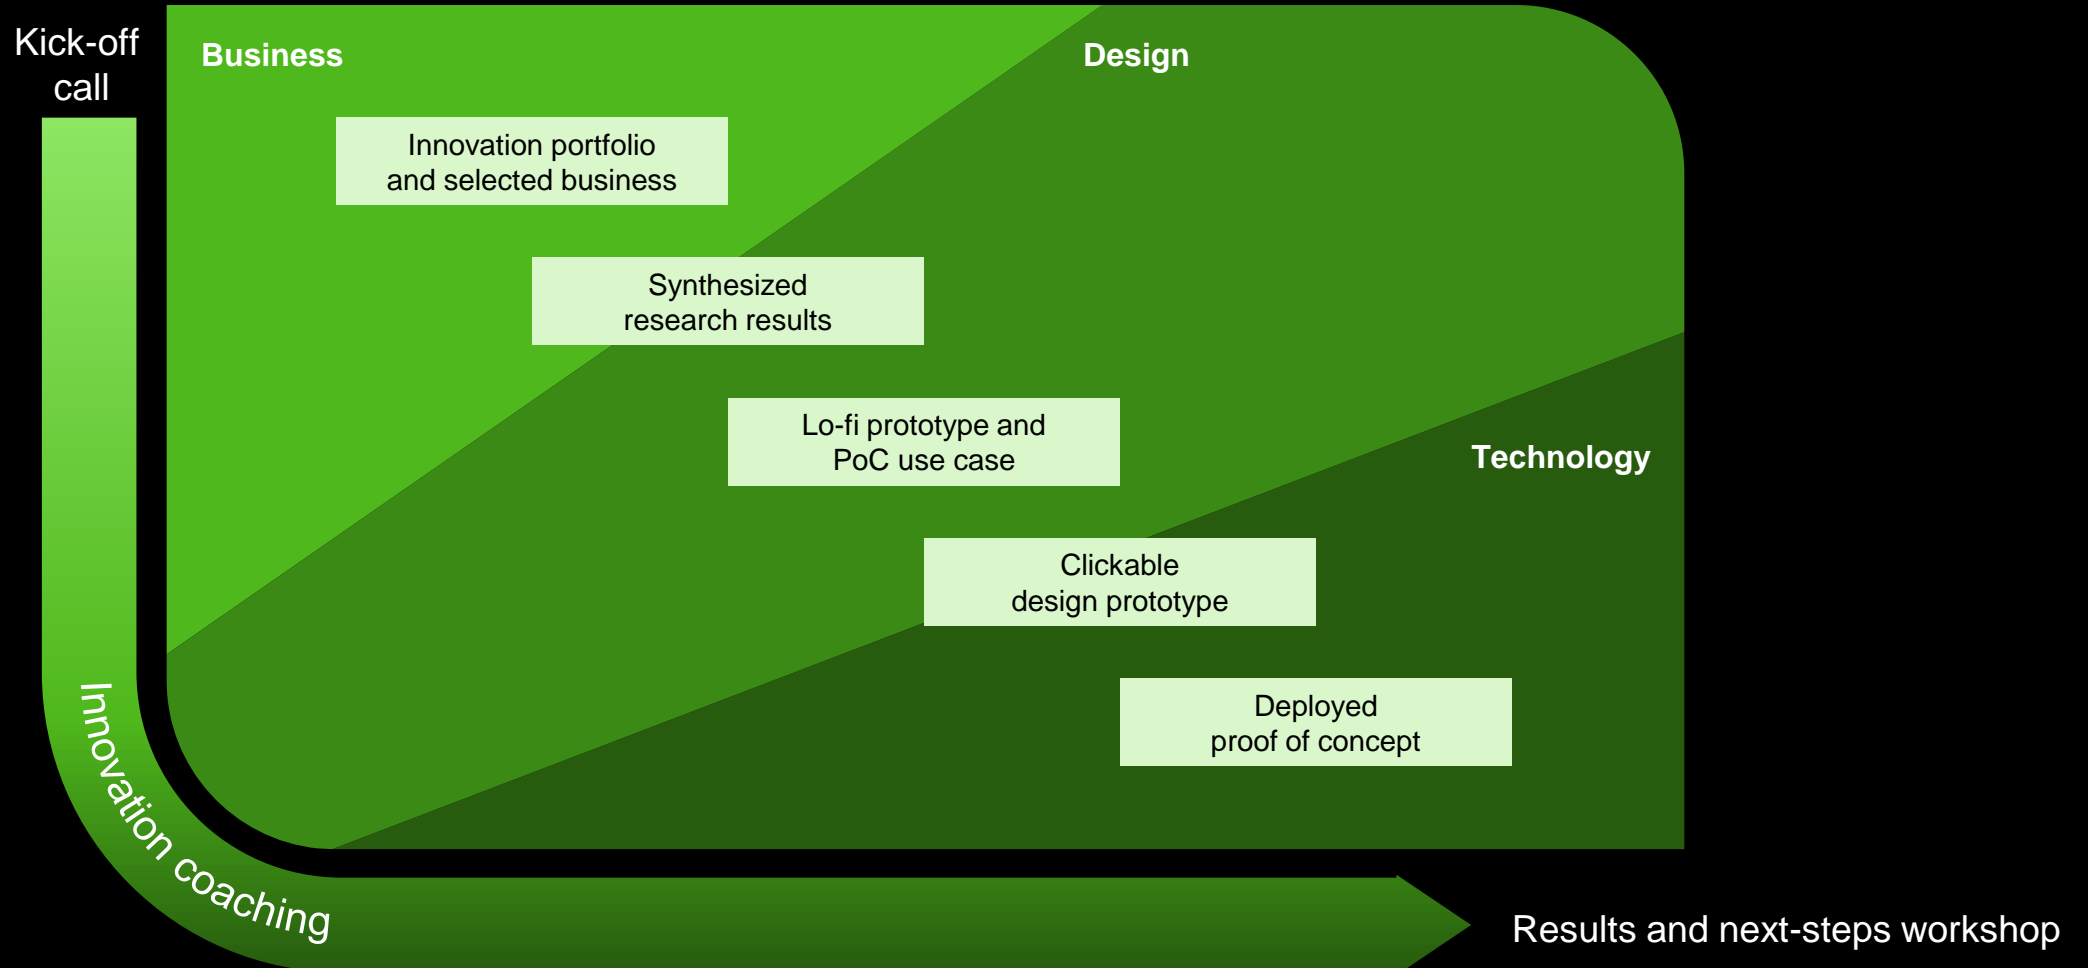 Kick-off
call
Business
Design
Innovation portfolio
and selected business
Synthesized
research results
Lo-fi prototype and
PoC use case
Technology
Clickable
design prototype
Deployed
proof of concept
Innovation coaching
Results and next-steps workshop